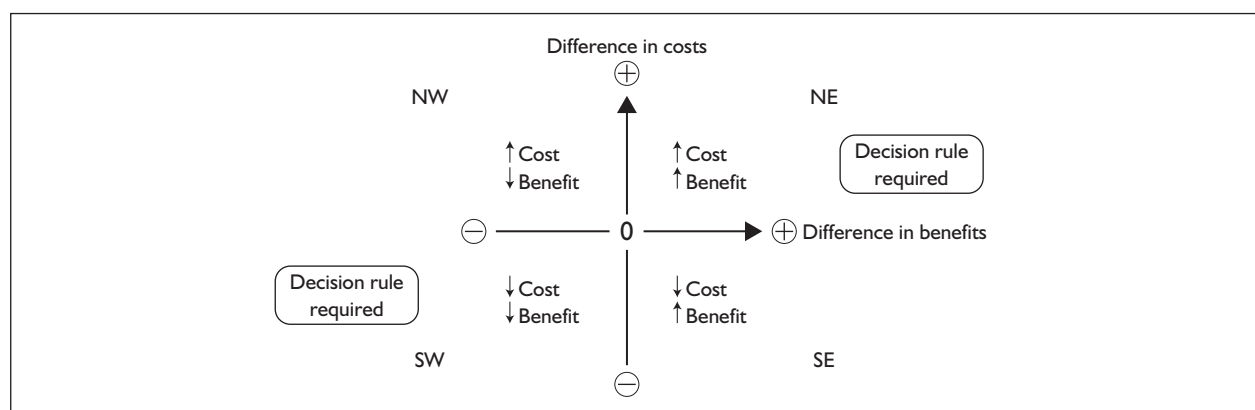 Difference in costs
+
NW
NE
↑ Cost
↓ Benefit
↑ Cost
↑ Benefit
Decision rule
required
−
0
+ Difference in benefits
Decision rule
required
↓ Cost
↓ Benefit
↓ Cost
↑ Benefit
SW
SE
−